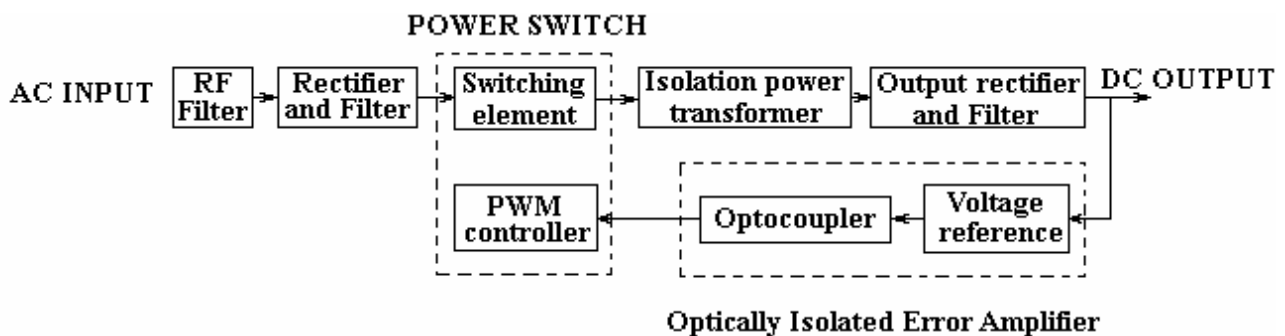 POWER SWITCH
AC INPUT
RF
Filter
Rectifier
and Filter
Switching
element
Isolation power
transformer
Output rectifier
and Filter
DC OUTPUT
PWM
controller
Optocoupler
Voltage
reference
Optically Isolated Error Amplifier